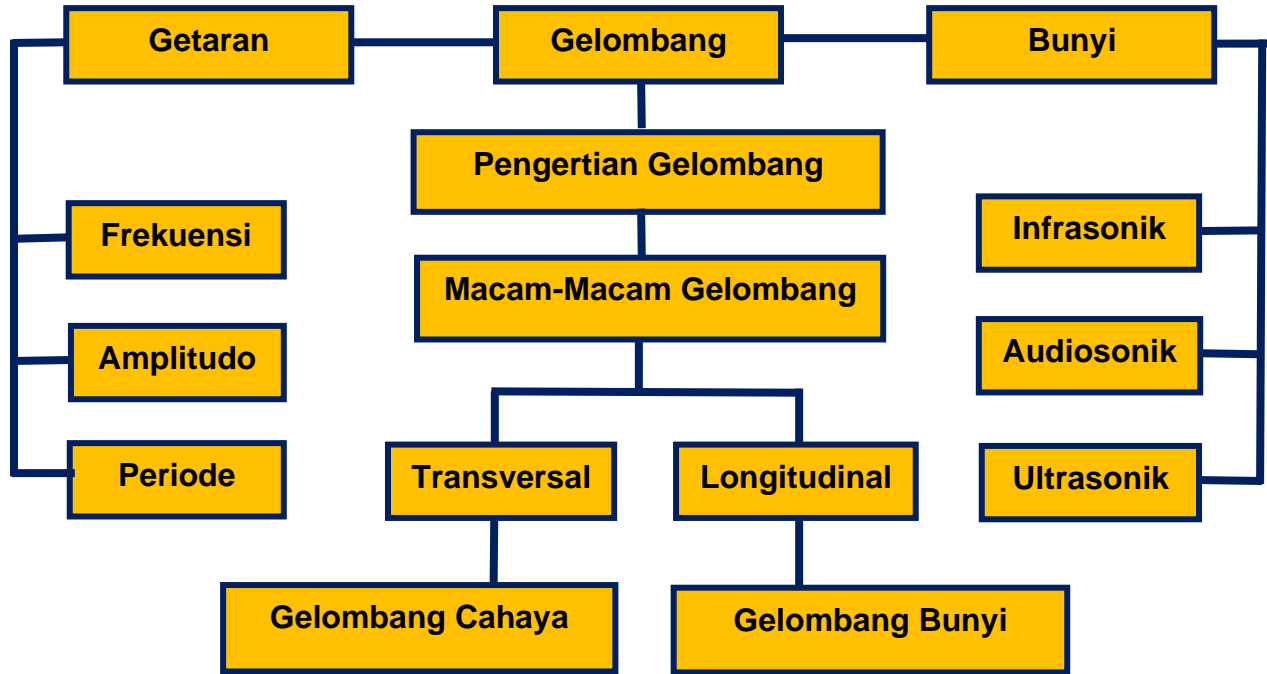 Getaran
Gelombang
Bunyi
Pengertian Gelombang
Frekuensi
Infrasonik
Macam-Macam Gelombang
Amplitudo
Audiosonik
Periode
Transversal
Longitudinal
Ultrasonik
Gelombang Cahaya
Gelombang Bunyi